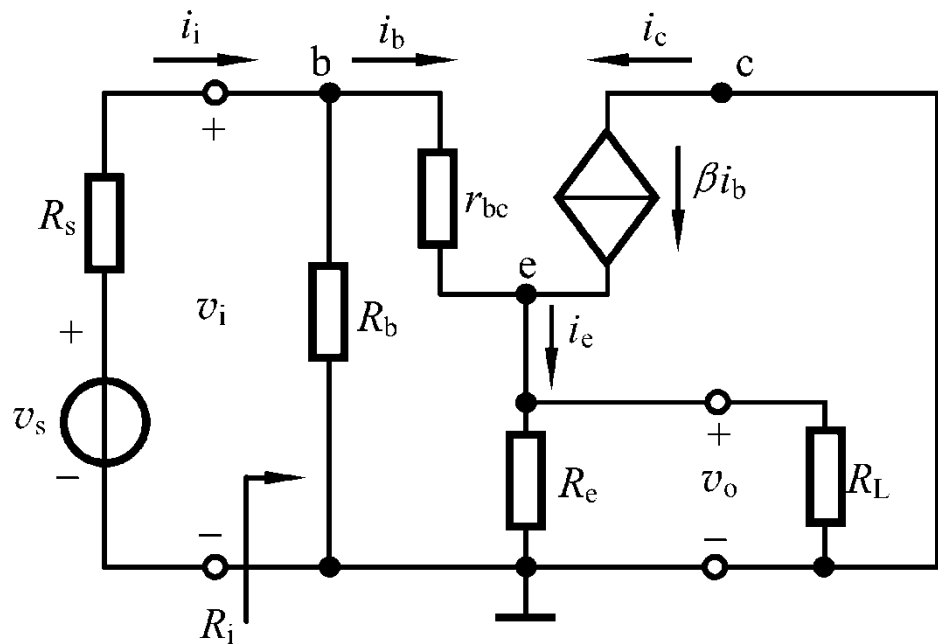 i_i
i_b
i_c
b
c
+
R_s
r_bc
βi_b
e
+
v_i
R_b
i_e
v_s
+
−
R_e
v_o
R_L
−
−
R_i